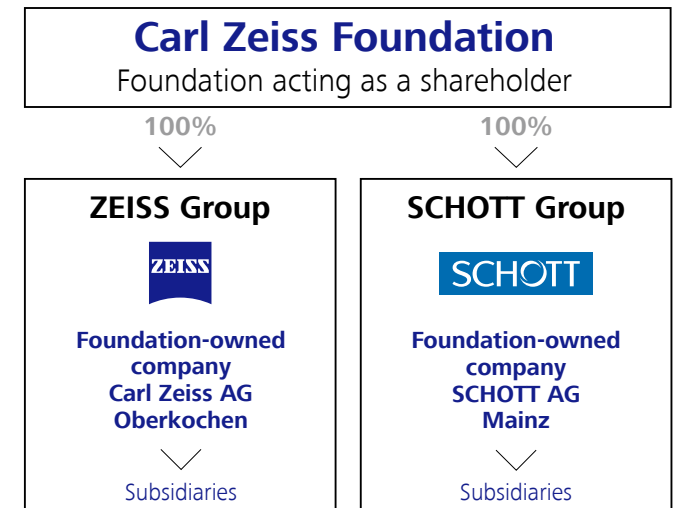 Carl Zeiss Foundation
Foundation acting as a shareholder
100%
100%
ZEISS Group
ZEISS
Foundation-owned
company
Carl Zeiss AG
Oberkochen
Subsidiaries
SCHOTT Group
SCHOTT
Foundation-owned
company
SCHOTT AG
Mainz
Subsidiaries